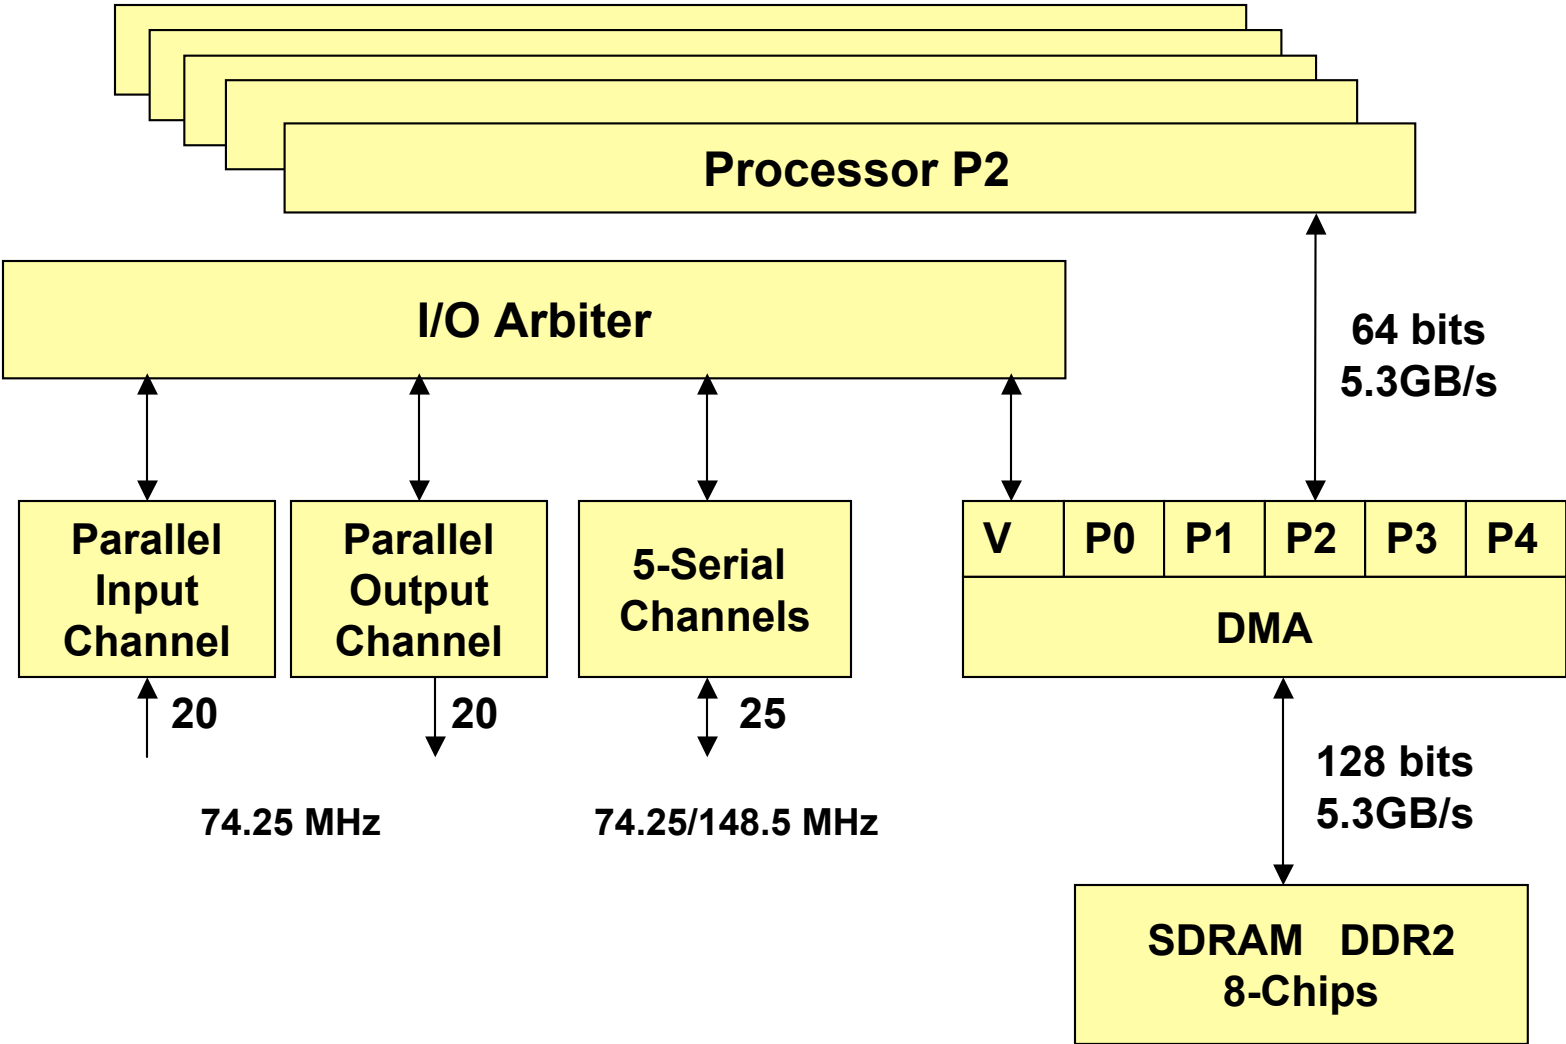 Processor P2
I/O Arbiter
64 bits
5.3GB/s
Parallel
Input
Channel
Parallel
Output
Channel
5-Serial
Channels
V P0 P1 P2 P3 P4
DMA
20
20
25
128 bits
5.3GB/s
74.25 MHz
74.25/148.5 MHz
SDRAM DDR2
8-Chips